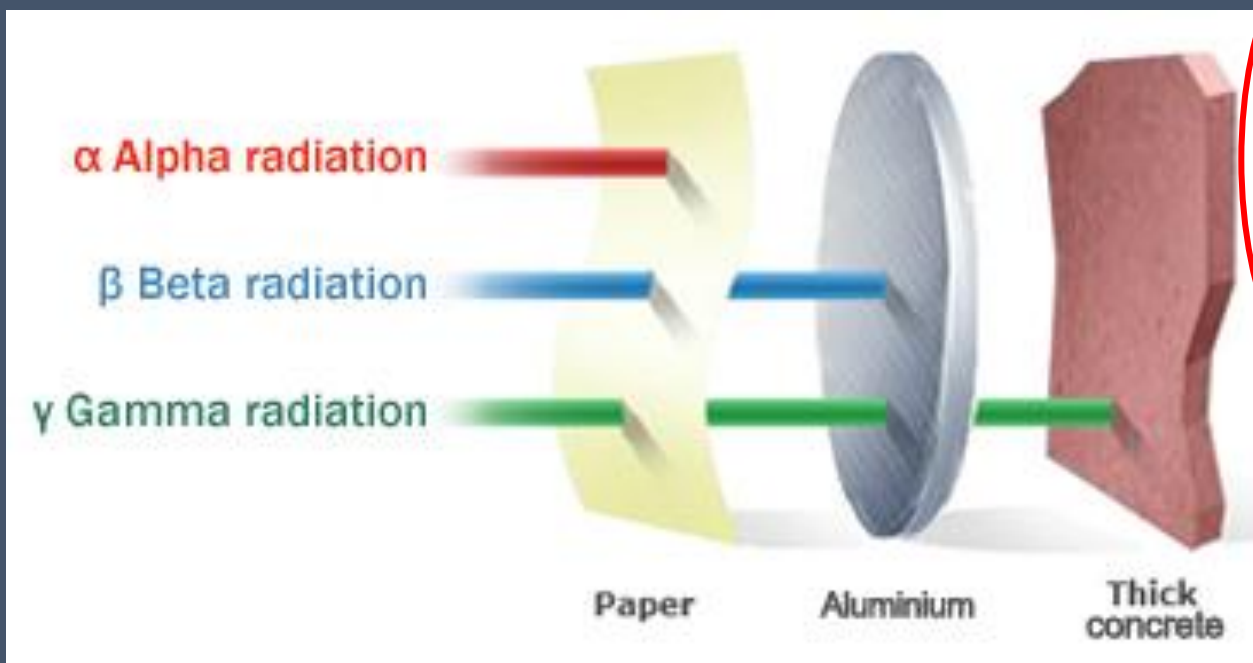 α Alpha radiation
β Beta radiation
γ Gamma radiation
Paper
Aluminium
Thick
concrete